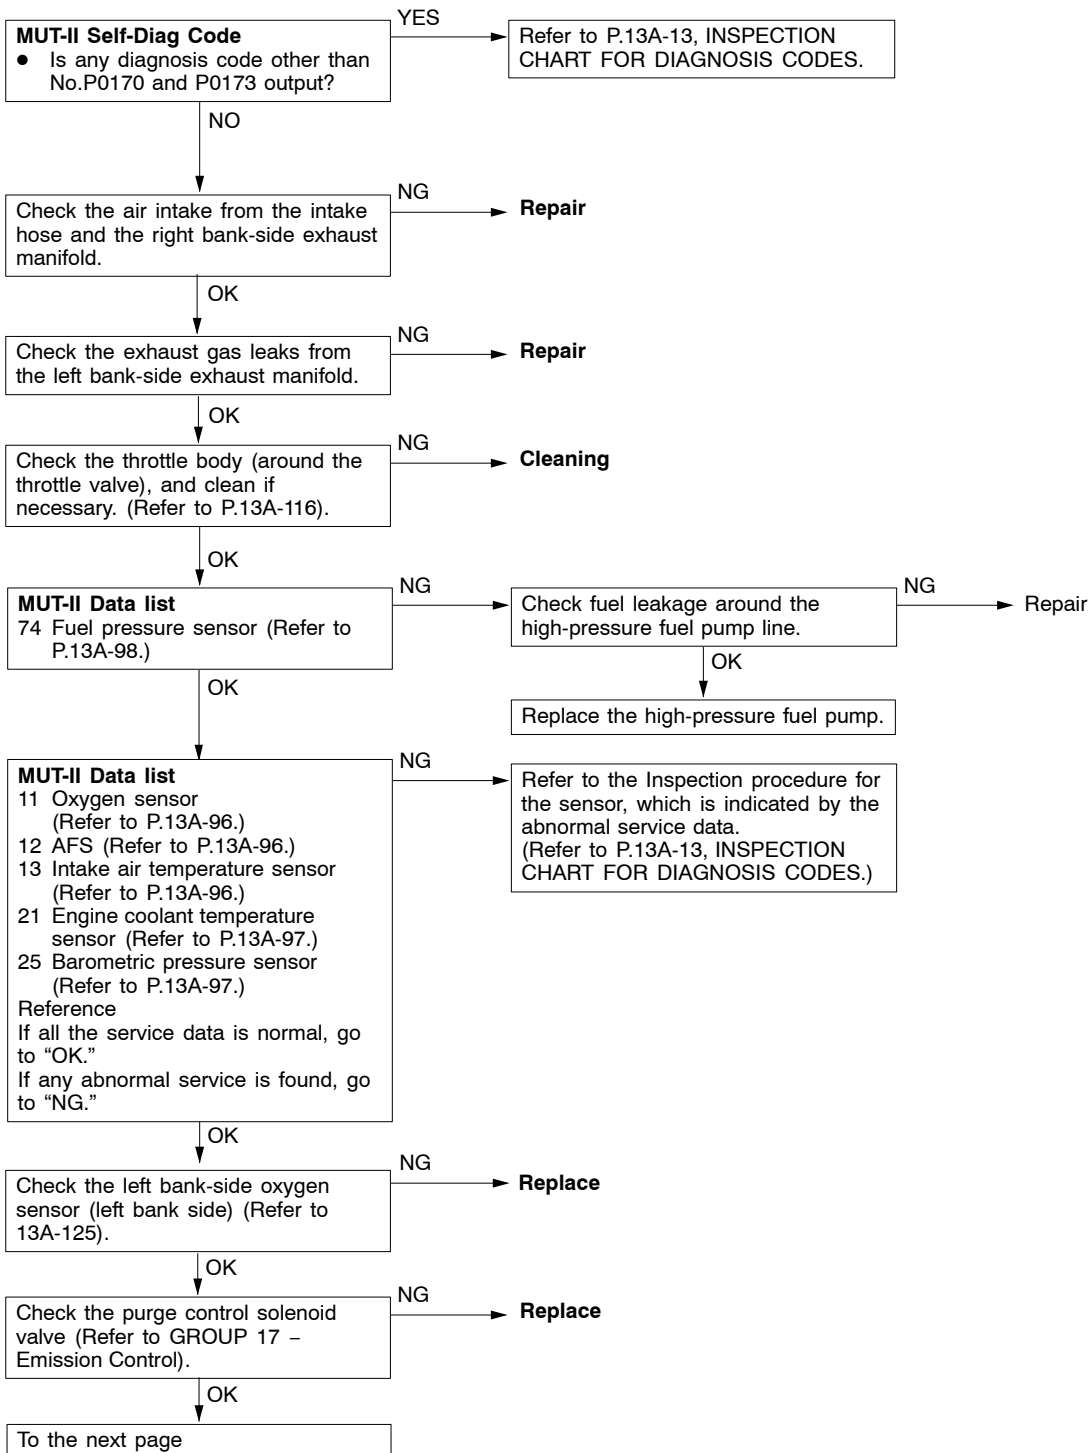 MUT-II Self-Diag Code
● Is any diagnosis code other than
No.P0170 and P0173 output?
YES
Refer to P.13A-13, INSPECTION
CHART FOR DIAGNOSIS CODES.
NO
Check the air intake from the intake
hose and the right bank-side exhaust
manifold.
NG
Repair
OK
Check the exhaust gas leaks from
the left bank-side exhaust manifold.
NG
Repair
OK
Check the throttle body (around the
throttle valve), and clean if
necessary. (Refer to P.13A-116).
NG
Cleaning
OK
MUT-II Data list
74 Fuel pressure sensor (Refer to
P.13A-98.)
NG
Check fuel leakage around the
high-pressure fuel pump line.
NG
Repair
OK
Replace the high-pressure fuel pump.
OK
MUT-II Data list
11 Oxygen sensor
(Refer to P.13A-96.)
12 AFS (Refer to P.13A-96.)
13 Intake air temperature sensor
(Refer to P.13A-96.)
21 Engine coolant temperature
sensor (Refer to P.13A-97.)
25 Barometric pressure sensor
(Refer to P.13A-97.)
Reference
If all the service data is normal, go
to “OK.”
If any abnormal service is found, go
to “NG.”
NG
Refer to the Inspection procedure for
the sensor, which is indicated by the
abnormal service data.
(Refer to P.13A-13, INSPECTION
CHART FOR DIAGNOSIS CODES.)
OK
Check the left bank-side oxygen
sensor (left bank side) (Refer to
13A-125).
NG
Replace
OK
Check the purge control solenoid
valve (Refer to GROUP 17 –
Emission Control).
NG
Replace
OK
To the next page